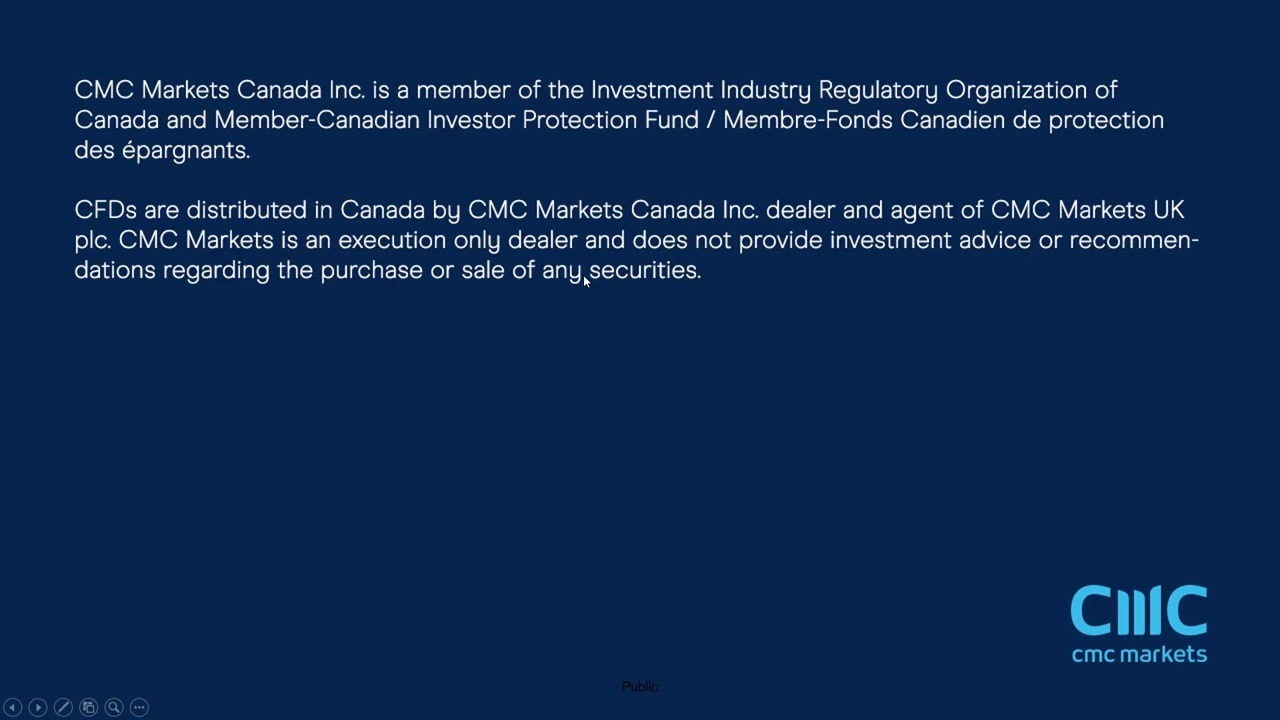 CMC Markets Canada Inc. is a member of the Investment Industry Regulatory Organization of
Canada and Member-Canadian Investor Protection Fund / Membre-Fonds Canadien de protection
des épargnants.
CFDs are distributed in Canada by CMC Markets Canada Inc. dealer and agent of CMC Markets UK
plc. CMC Markets is an execution only dealer and does not provide investment advice or recommen-
dations regarding the purchase or sale of any securities.
CMC
cmc markets
Public